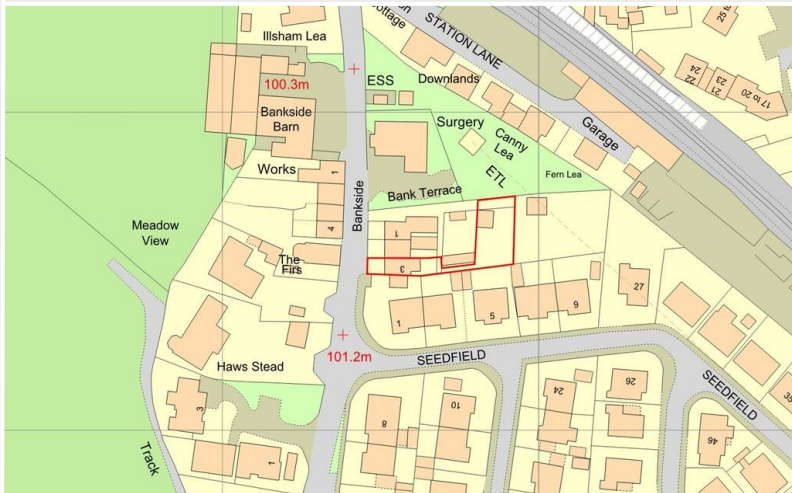 Illsham Lea
Cottage
STATION LANE
100.3m
ESS
Downlands
Bankside
Barn
Surgery
Canny
Lea
Garage
Works
1
4
ETL
Fern Lea
Bank Terrace
Bankside
Meadow
View
The
Firs
1
3
1
5
9
27
101.2m
SEEDFIELD
SEEDFIELD
Haws Stead
3
1
Track
8
10
24
26
46
25
24
22
23
21
17 to 20